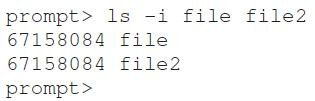 prompt> ls -i file file2
67158084 file
67158084 file2
prompt>